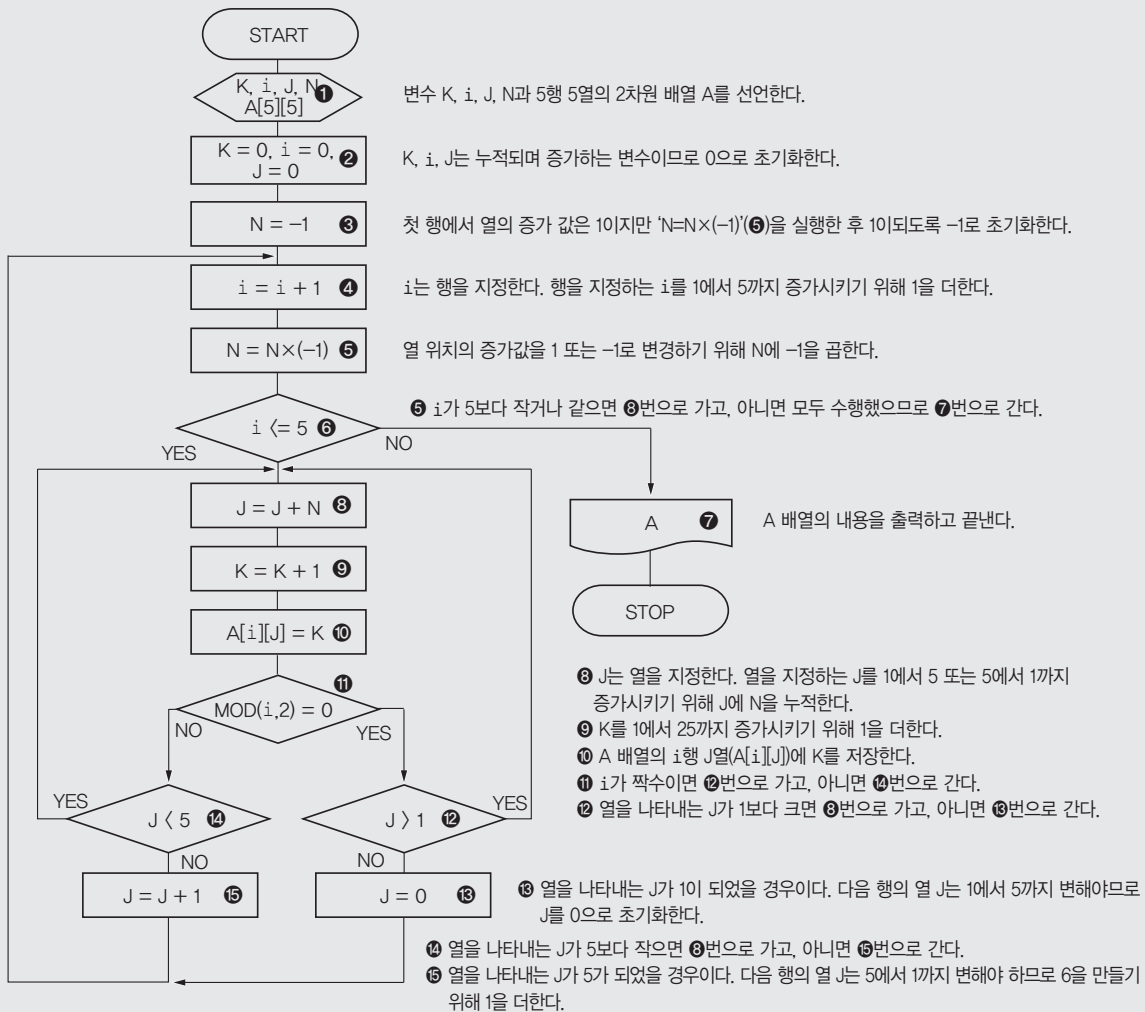 START
K, i, J, N ❶
A[5][5]
변수 K, i, J, N과 5행 5열의 2차원 배열 A를 선언한다.
K = 0, i = 0, ❷
J = 0
K, i, J는 누적되며 증가하는 변수이므로 0으로 초기화한다.
N = –1 ❸
첫 행에서 열의 증가 값은 1이지만 ‘N=N×(–1)’(❺)을 실행한 후 1이되도록 –1로 초기화한다.
i = i + 1 ❹
i는 행을 지정한다. 행을 지정하는 i를 1에서 5까지 증가시키기 위해 1을 더한다.
N = N×(–1) ❺
열 위치의 증가값을 1 또는 –1로 변경하기 위해 N에 –1을 곱한다.
❺ i가 5보다 작거나 같으면 ❽번으로 가고, 아니면 모두 수행했으므로 ❼번으로 간다.
i <= 5 ❻
YES
NO
J = J + N ❽
A ❼
A 배열의 내용을 출력하고 끝낸다.
K = K + 1 ❾
STOP
A[i][J] = K ❿
❽ J는 열을 지정한다. 열을 지정하는 J를 1에서 5 또는 5에서 1까지
증가시키기 위해 J에 N을 누적한다.
❾ K를 1에서 25까지 증가시키기 위해 1을 더한다.
❿ A 배열의 i행 J열(A[i][J])에 K를 저장한다.
⓫ i가 짝수이면 ⓬번으로 가고, 아니면 ⓮번으로 간다.
⓬ 열을 나타내는 J가 1보다 크면 ❽번으로 가고, 아니면 ⓭번으로 간다.
⓫
MOD(i,2) = 0
NO
YES
YES
J < 5 ⓮
NO
J > 1 ⓬
YES
NO
J = J + 1 ⓯
J = 0 ⓭
⓭ 열을 나타내는 J가 1이 되었을 경우이다. 다음 행의 열 J는 1에서 5까지 변해야므로
J를 0으로 초기화한다.
⓮ 열을 나타내는 J가 5보다 작으면 ❽번으로 가고, 아니면 ⓯번으로 간다.
⓯ 열을 나타내는 J가 5가 되었을 경우이다. 다음 행의 열 J는 5에서 1까지 변해야 하므로 6을 만들기
위해 1을 더한다.